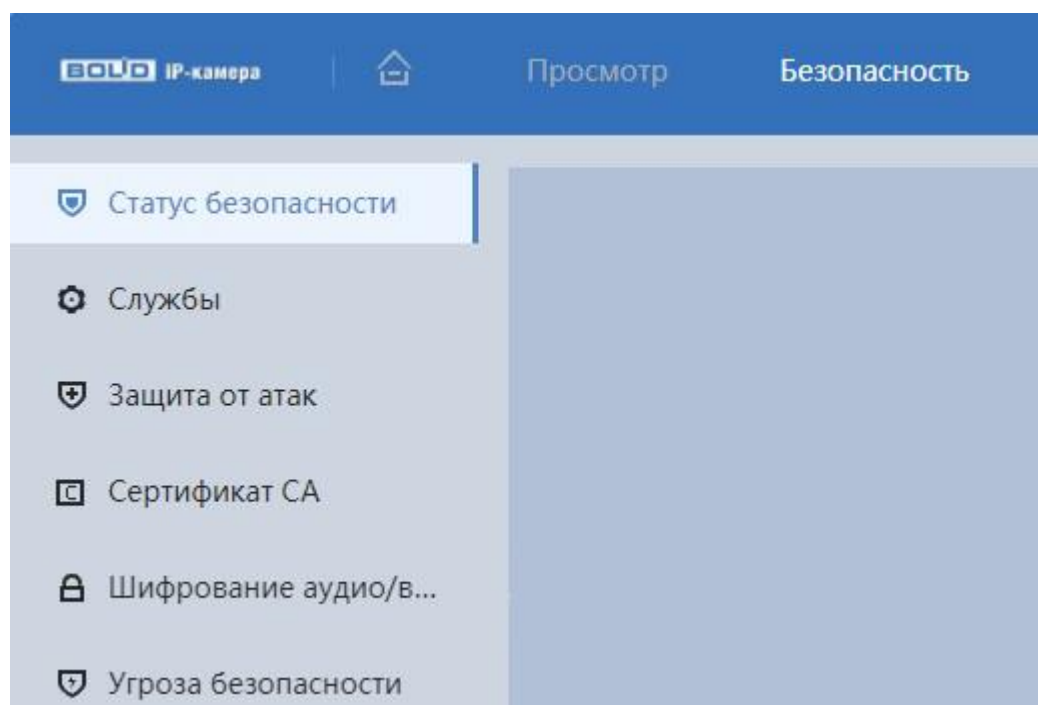 BOLID IP-камера
Просмотр
Безопасность
Статус безопасности
Службы
Защита от атак
Сертификат CA
Шифрование аудио/в...
Угроза безопасности